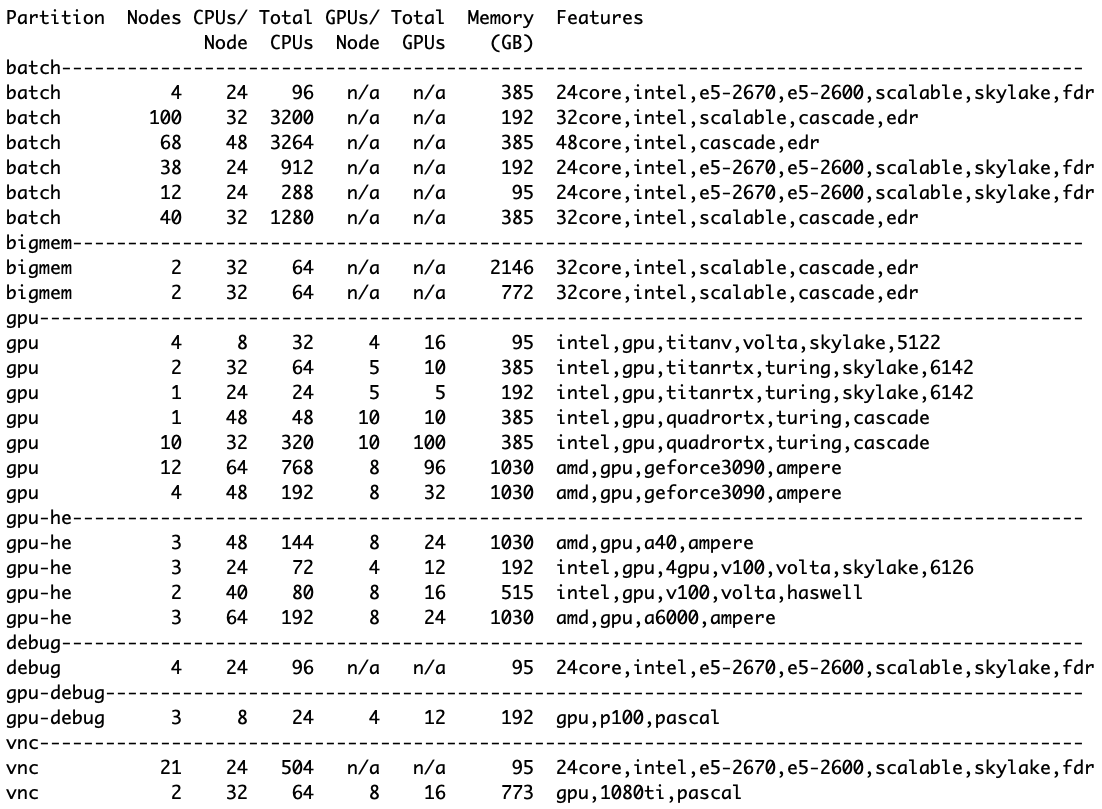 Partition  Nodes CPUs/ Total GPUs/ Total  Memory  Features
                  Node  CPUs  Node  GPUs    (GB)
batch---------------------------------------------------------------------------------------------
batch          4    24    96   n/a   n/a     385  24core,intel,e5-2670,e5-2600,scalable,skylake,fdr
batch        100    32  3200   n/a   n/a     192  32core,intel,scalable,cascade,edr
batch         68    48  3264   n/a   n/a     385  48core,intel,cascade,edr
batch         38    24   912   n/a   n/a     192  24core,intel,e5-2670,e5-2600,scalable,skylake,fdr
batch         12    24   288   n/a   n/a      95  24core,intel,e5-2670,e5-2600,scalable,skylake,fdr
batch         40    32  1280   n/a   n/a     385  32core,intel,scalable,cascade,edr
bigmem--------------------------------------------------------------------------------------------
bigmem         2    32    64   n/a   n/a    2146  32core,intel,scalable,cascade,edr
bigmem         2    32    64   n/a   n/a     772  32core,intel,scalable,cascade,edr
gpu-----------------------------------------------------------------------------------------------
gpu            4     8    32     4    16      95  intel,gpu,titanv,volta,skylake,5122
gpu            2    32    64     5    10     385  intel,gpu,titanrtx,turing,skylake,6142
gpu            1    24    24     5     5     192  intel,gpu,titanrtx,turing,skylake,6142
gpu            1    48    48    10    10     385  intel,gpu,quadrortx,turing,cascade
gpu           10    32   320    10   100     385  intel,gpu,quadrortx,turing,cascade
gpu           12    64   768     8    96    1030  amd,gpu,geforce3090,ampere
gpu            4    48   192     8    32    1030  amd,gpu,geforce3090,ampere
gpu-he--------------------------------------------------------------------------------------------
gpu-he         3    48   144     8    24    1030  amd,gpu,a40,ampere
gpu-he         3    24    72     4    12     192  intel,gpu,4gpu,v100,volta,skylake,6126
gpu-he         2    40    80     8    16     515  intel,gpu,v100,volta,haswell
gpu-he         3    64   192     8    24    1030  amd,gpu,a6000,ampere
debug---------------------------------------------------------------------------------------------
debug          4    24    96   n/a   n/a      95  24core,intel,e5-2670,e5-2600,scalable,skylake,fdr
gpu-debug-----------------------------------------------------------------------------------------
gpu-debug      3     8    24     4    12     192  gpu,p100,pascal
vnc-----------------------------------------------------------------------------------------------
vnc           21    24   504   n/a   n/a      95  24core,intel,e5-2670,e5-2600,scalable,skylake,fdr
vnc            2    32    64     8    16     773  gpu,1080ti,pascal